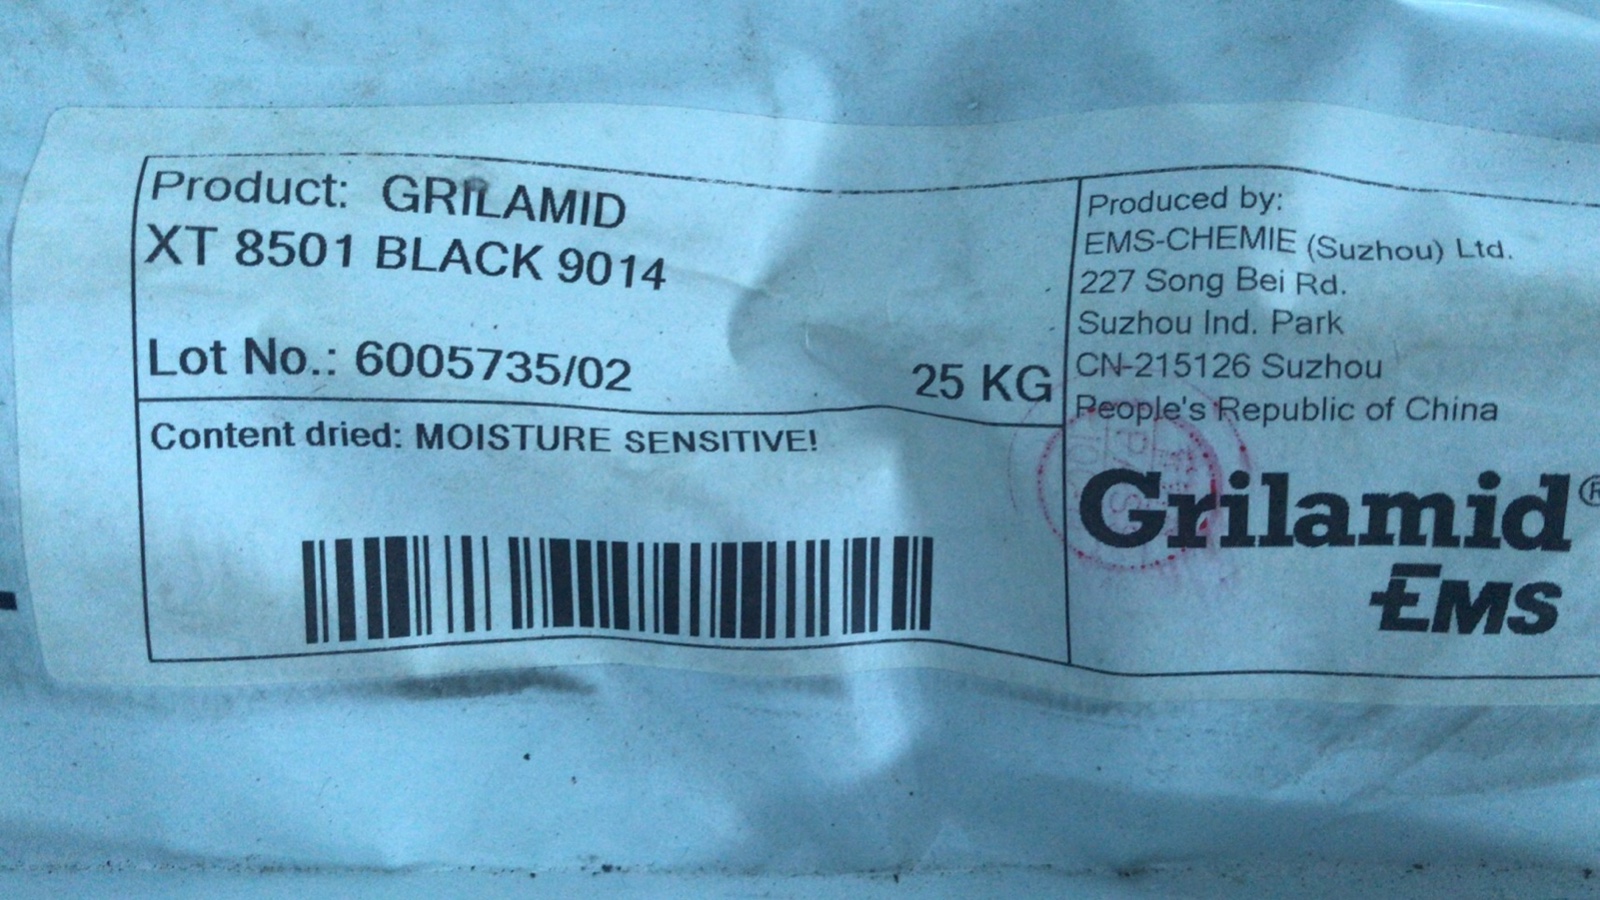 Product: GRILAMID
XT 8501 BLACK 9014
Lot No.: 6005735/02
25 KG
Content dried: MOISTURE SENSITIVE!
Produced by:
EMS-CHEMIE (Suzhou) Ltd.
227 Song Bei Rd.
Suzhou Ind. Park
CN-215126 Suzhou
People's Republic of China
Grilamid®
EMS